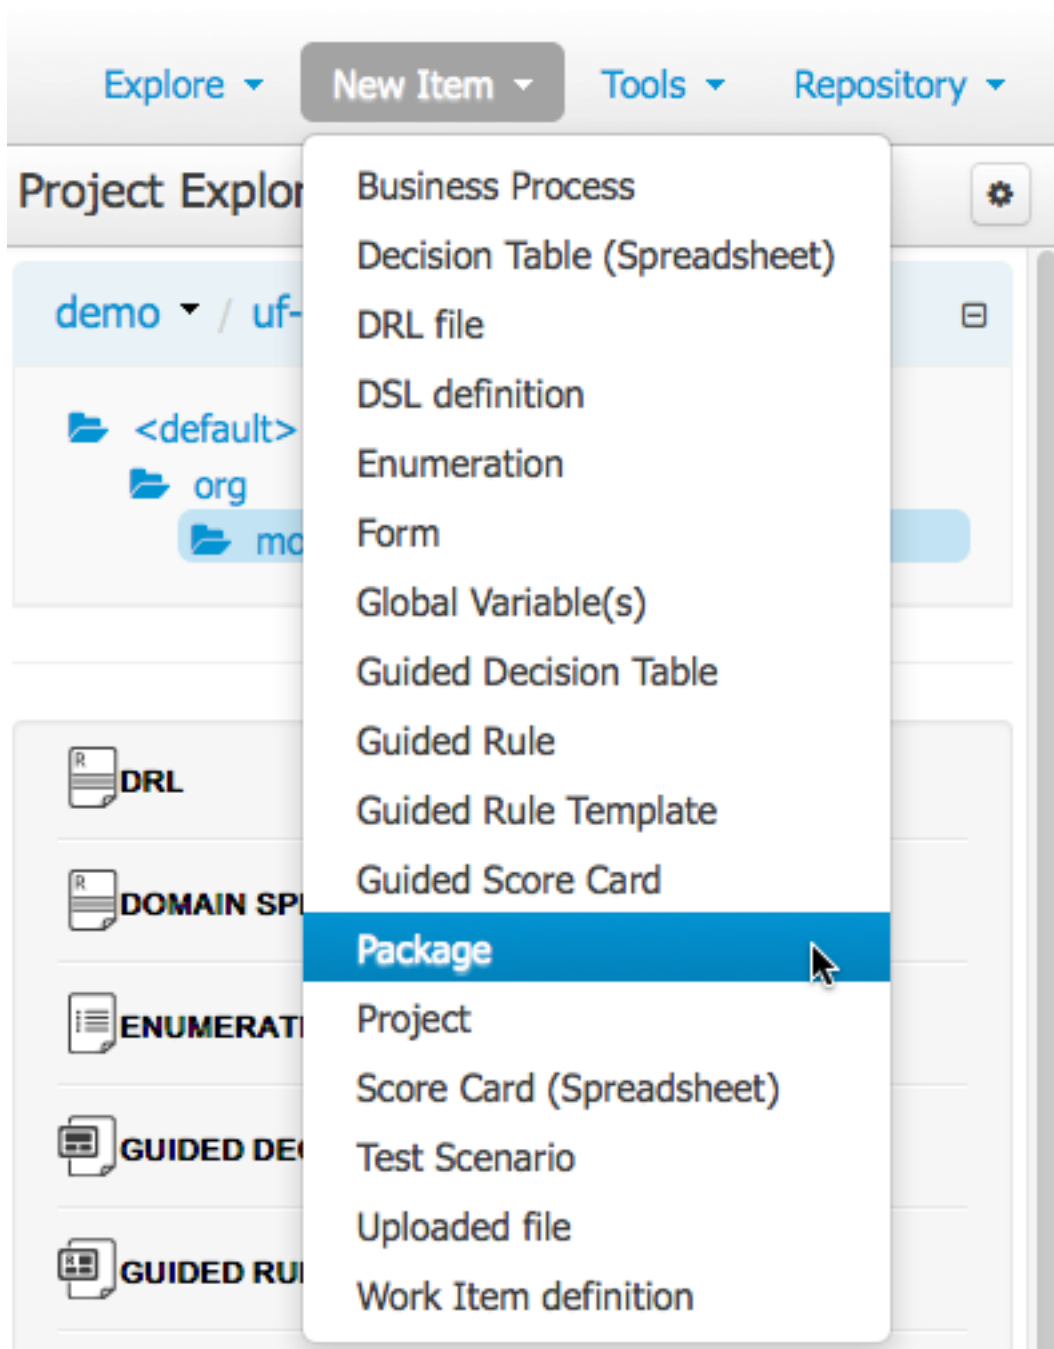 Explore New Item Tools Repository
Project Explor
Business Process
Decision Table (Spreadsheet)
demo / uf-
DRL file
DSL definition
<default>
Enumeration
org
Form
mo
Global Variable(s)
Guided Decision Table
Guided Rule
DRL
Guided Rule Template
Guided Score Card
DOMAIN SP
Package
Project
ENUMERATI
Score Card (Spreadsheet)
GUIDED DE
Test Scenario
Uploaded file
GUIDED RU
Work Item definition